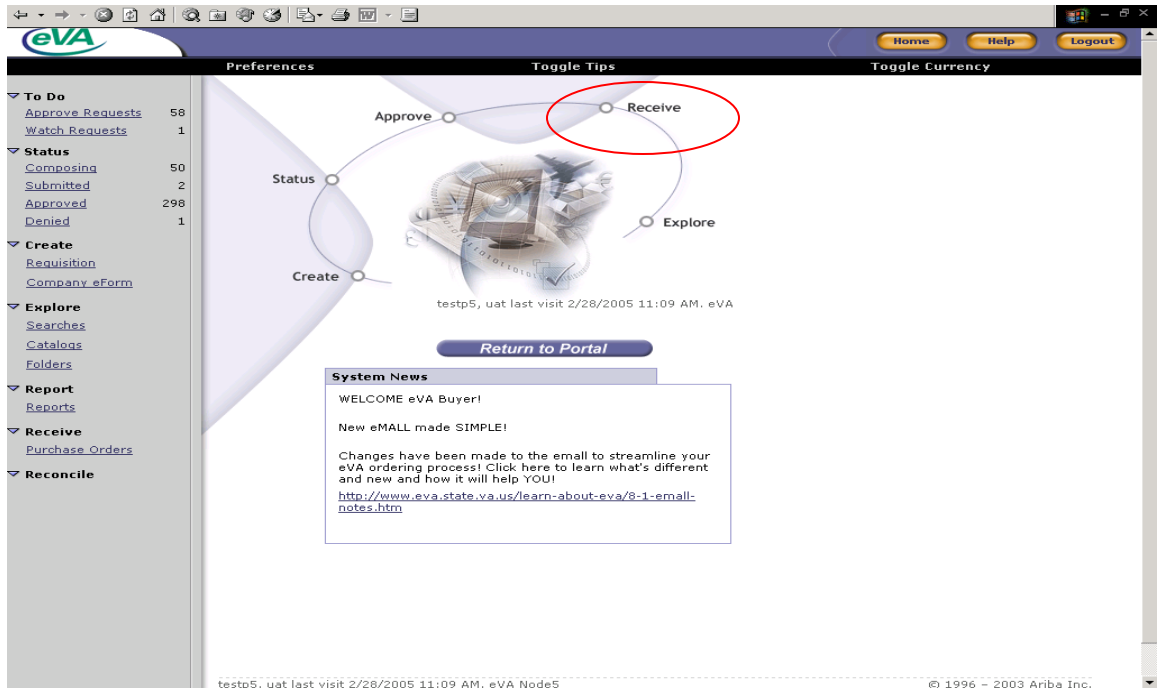 eVA
Home Help Logout
Preferences Toggle Tips Toggle Currency
To Do
Approve Requests 58
Watch Requests 1
Status
Composing 50
Submitted 2
Approved 298
Denied 1
Create
Requisition
Company eForm
Explore
Searches
Catalogs
Folders
Report
Reports
Receive
Purchase Orders
Reconcile
Receive
Approve
Status
Explore
Create
testp5, uat last visit 2/28/2005 11:09 AM. eVA
Return to Portal
System News
WELCOME eVA Buyer!
New eMALL made SIMPLE!
Changes have been made to the emall to streamline your
eVA ordering process! Click here to learn what's different
and new and how it will help YOU!
http://www.eva.state.va.us/learn-about-eva/8-1-emall-
notes.htm
testp5, uat last visit 2/28/2005 11:09 AM. eVA Node5
© 1996 – 2003 Ariba Inc.